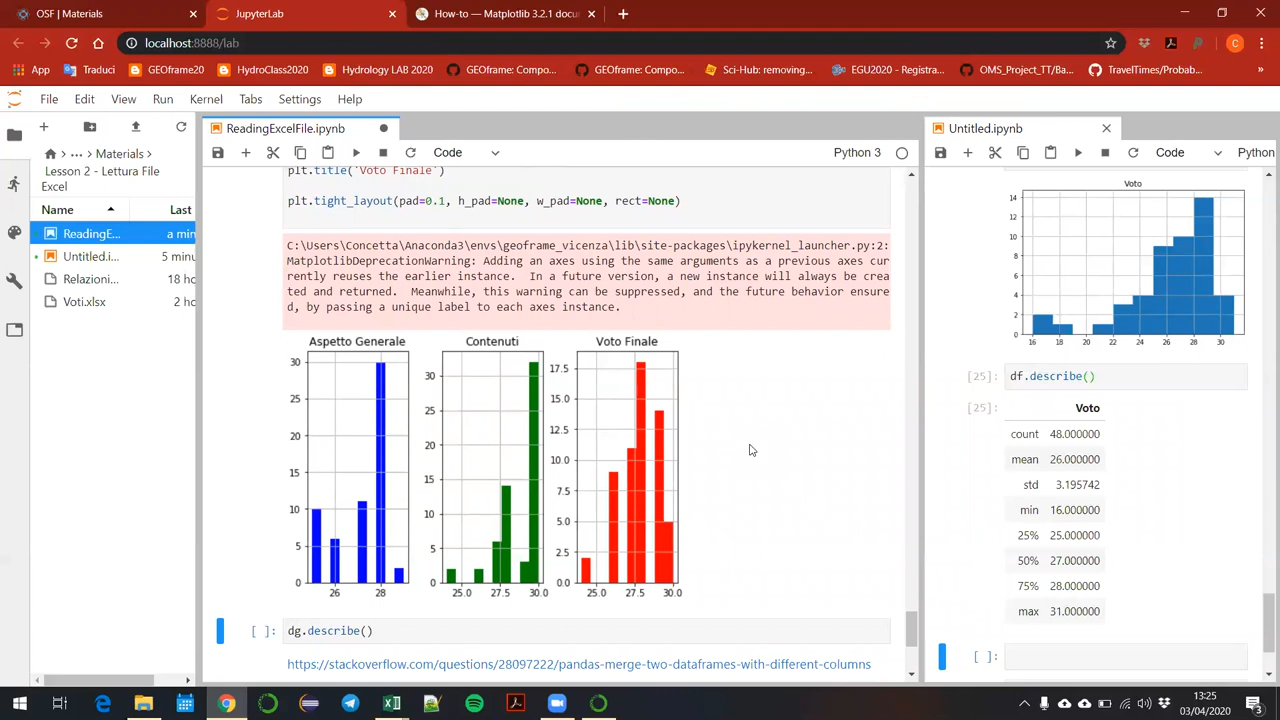 OSF | Materials
JupyterLab
How-to — Matplotlib 3.2.1 docu
localhost:8888/lab
App
Traduci
GEOframe20
HydroClass2020
Hydrology LAB 2020
GEOframe: Compo...
GEOframe: Compo...
Sci-Hub: removing...
EGU2020 - Registra...
OMS_Project_TT/Ba...
TravelTimes/Probab...
»
File Edit View Run Kernel Tabs Settings Help
ReadingExcelFile.ipynb
Untitled.ipynb
Code
Python 3
Code
Python
... Materials
Lesson 2 - Lettura File
Excel
Name
Last
ReadingE...
a min
Untitled.i...
5 minu
Relazioni...
18 ho
Voti.xlsx
2 ho
plt.title('Voto Finale')
plt.tight_layout(pad=0.1, h_pad=None, w_pad=None, rect=None)
C:\Users\Concetta\Anaconda3\envs\geoframe_vicenza\lib\site-packages\ipykernel_launcher.py:2:
MatplotlibDeprecationWarning: Adding an axes using the same arguments as a previous axes cur
rently reuses the earlier instance. In a future version, a new instance will always be crea
ted and returned. Meanwhile, this warning can be suppressed, and the future behavior ensure
d, by passing a unique label to each axes instance.
Aspetto Generale
30
25
20
15
10
5
0
26 28
Contenuti
30
25
20
15
10
5
0
25.0 27.5 30.0
Voto Finale
17.5
15.0
12.5
10.0
7.5
5.0
2.5
0.0
25.0 27.5 30.0
[ ]: dg.describe()
https://stackoverflow.com/questions/28097222/pandas-merge-two-dataframes-with-different-columns
Voto
14
12
10
8
6
4
2
0
16 18 20 22 24 26 28 30
[25]: df.describe()
[25]:
Voto
count 48.000000
mean 26.000000
std 3.195742
min 16.000000
25% 25.000000
50% 27.000000
75% 28.000000
max 31.000000
[ ]:
13:25
03/04/2020
3